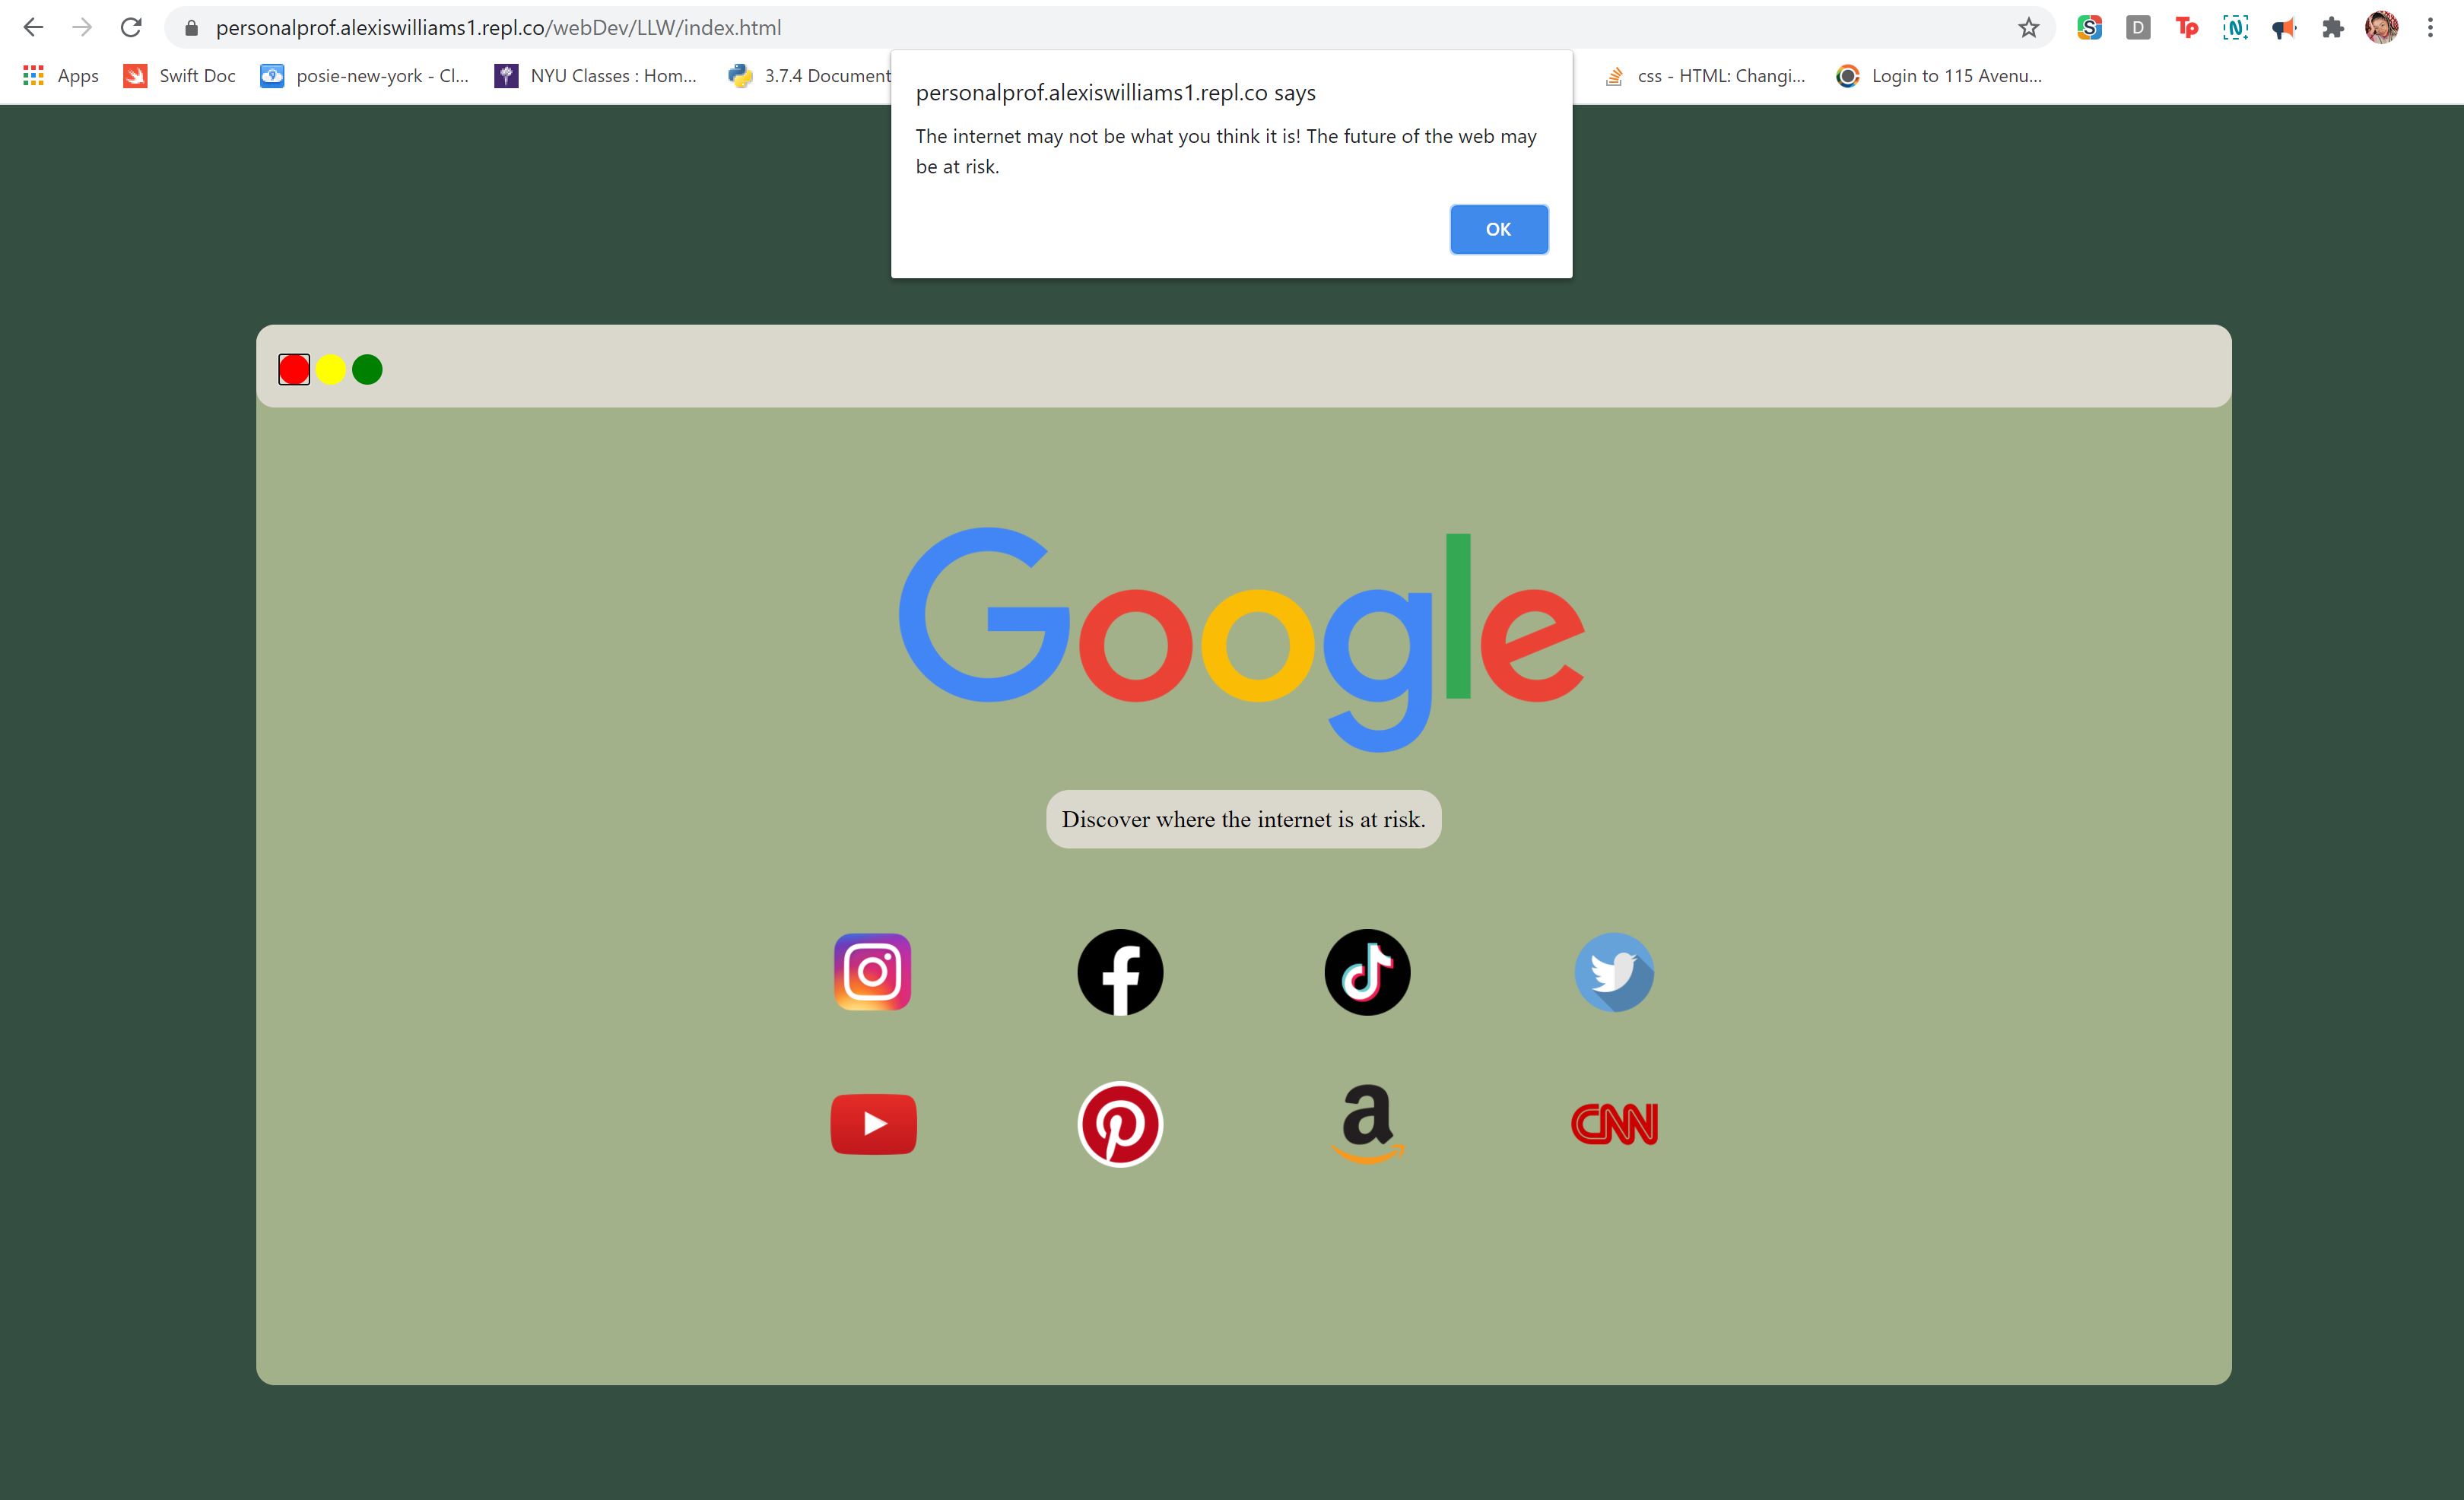 personalprof.alexiswilliams1.repl.co/webDev/LLW/index.html
S D Tp N
Apps Swift Doc posie-new-york - Cl... NYU Classes : Hom... 3.7.4 Document css - HTML: Changi... Login to 115 Avenu...
personalprof.alexiswilliams1.repl.co says
The internet may not be what you think it is! The future of the web may
be at risk.
OK
Google
Discover where the internet is at risk.
CNN